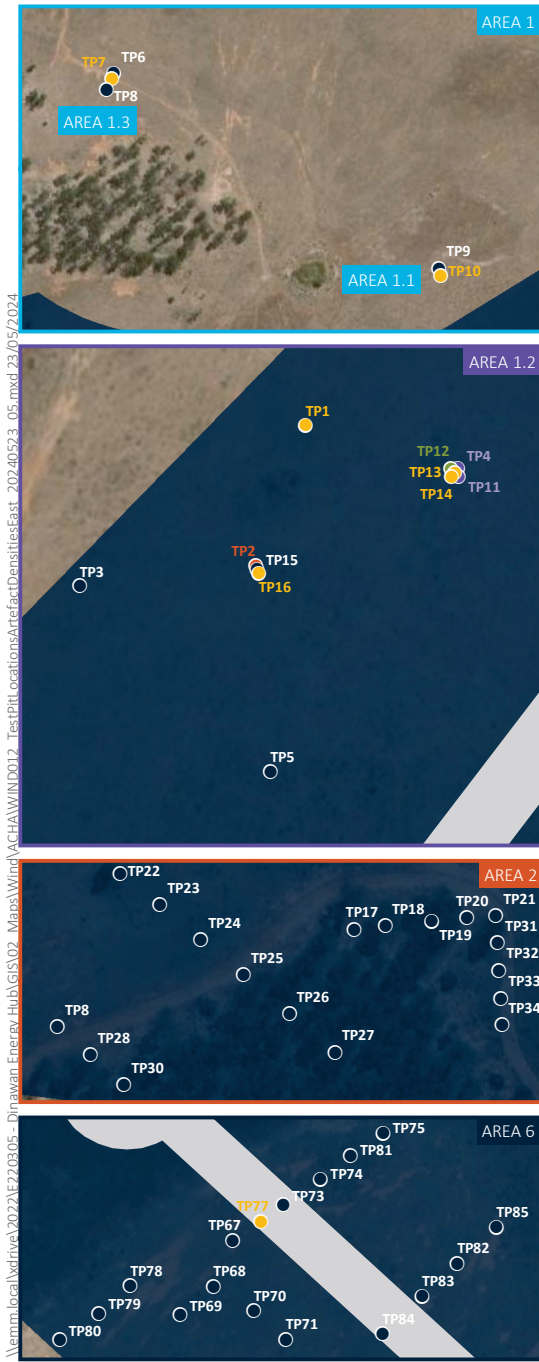 AREA 1
TP6
TP7
TP8
AREA 1.3
TP9
TP10
AREA 1.1
\\emm.local\xdrive\2022\E220305 - Dinawan Energy Hub\GIS\02_Maps\Wind\ACHA\WIND012_TestPitLocationsArtefactDensitiesEast_20240523_05.mxd 23/05/2024
AREA 1.2
TP1
TP12
TP4
TP13
TP11
TP14
TP2
TP15
TP3
TP16
TP5
AREA 2
TP22
TP23
TP24
TP17
TP18
TP20
TP21
TP19
TP31
TP32
TP25
TP33
TP26
TP34
TP8
TP28
TP27
TP30
AREA 6
TP75
TP81
TP74
TP73
TP77
TP85
TP67
TP82
TP78
TP68
TP83
TP79
TP69
TP70
TP80
TP71
TP84